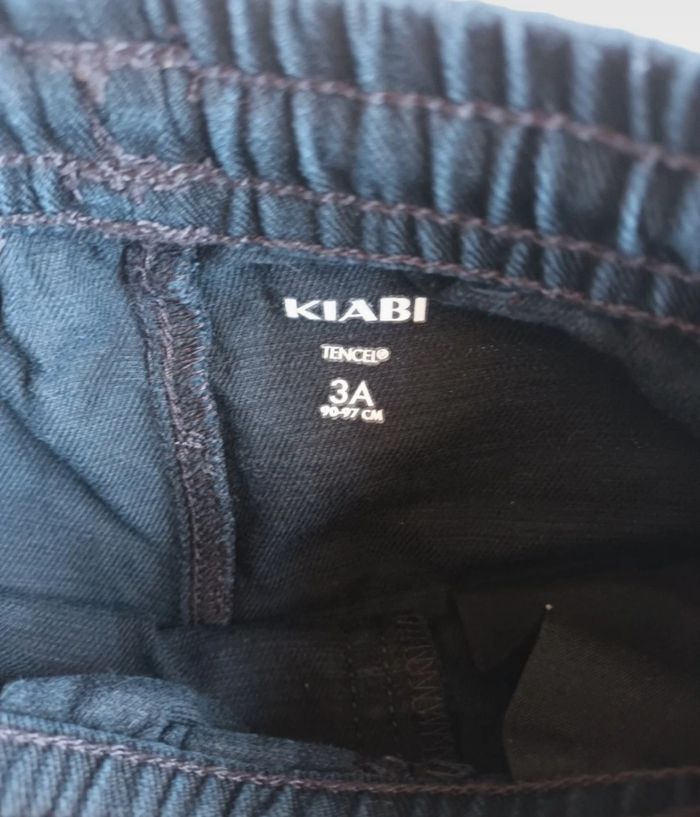 KIABI
TENCEL®
3A
90-97 CM